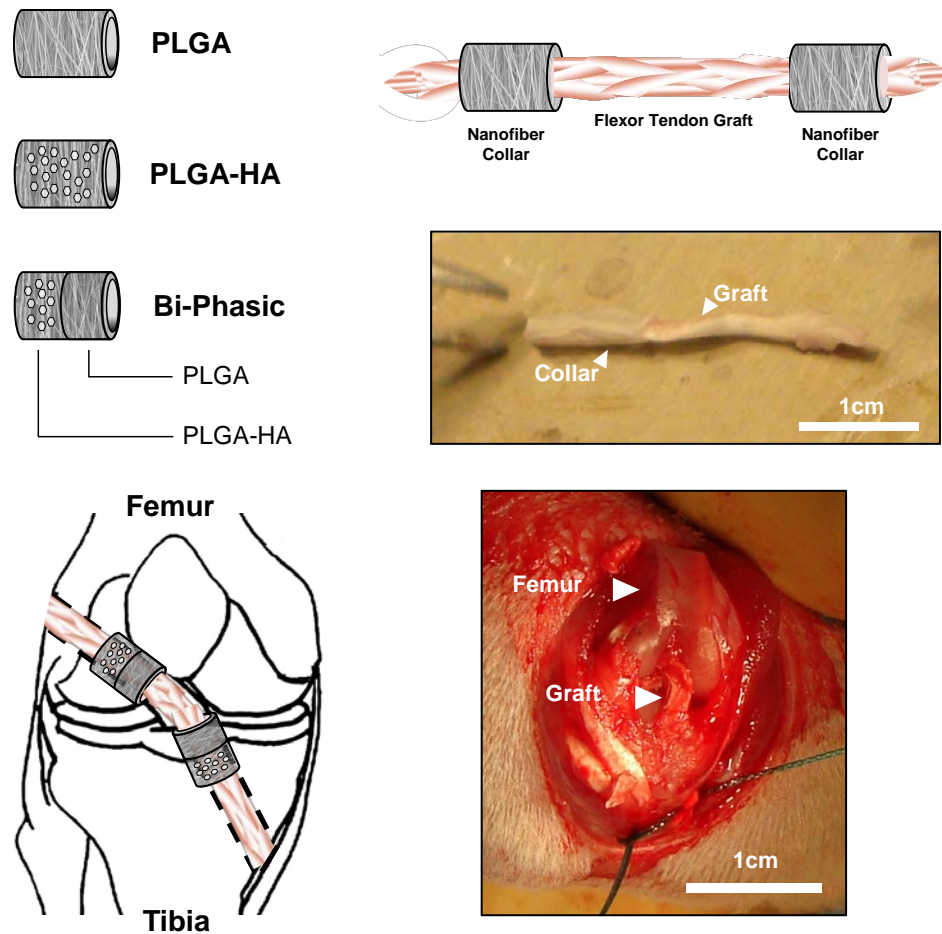 PLGA
PLGA-HA
Bi-Phasic
PLGA
PLGA-HA
Nanofiber
Collar
Flexor Tendon Graft
Nanofiber
Collar
Graft
Collar
1cm
Femur
Tibia
Femur
Graft
1cm